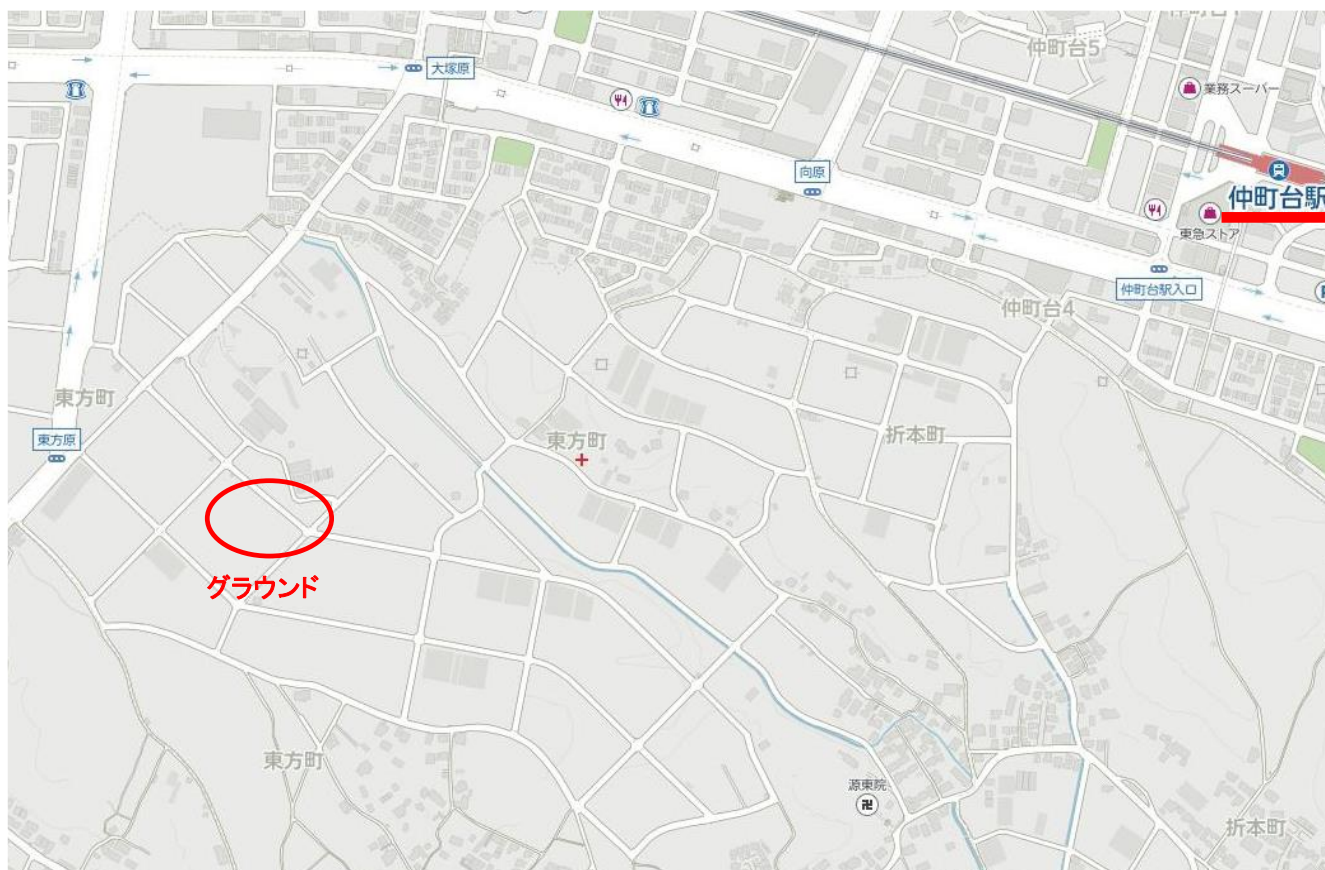 仲町台5
大塚原
業務スーパー
向原
仲町台駅
東急ストア
仲町台駅入口
仲町台4
東方町
東方原
東方町
折本町
グラウンド
東方町
源東院
折本町